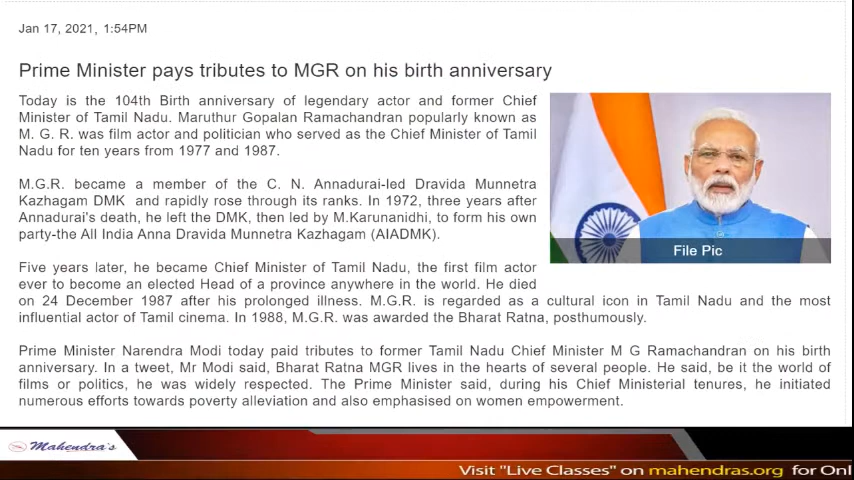 Jan 17, 2021, 1:54PM
Prime Minister pays tributes to MGR on his birth anniversary
Today is the 104th Birth anniversary of legendary actor and former Chief
Minister of Tamil Nadu. Maruthur Gopalan Ramachandran popularly known as
M. G. R. was film actor and politician who served as the Chief Minister of Tamil
Nadu for ten years from 1977 and 1987.
M.G.R. became a member of the C. N. Annadurai-led Dravida Munnetra
Kazhagam DMK and rapidly rose through its ranks. In 1972, three years after
Annadurai's death, he left the DMK, then led by M.Karunanidhi, to form his own
party-the All India Anna Dravida Munnetra Kazhagam (AIADMK).
File Pic
Five years later, he became Chief Minister of Tamil Nadu, the first film actor
ever to become an elected Head of a province anywhere in the world. He died
on 24 December 1987 after his prolonged illness. M.G.R. is regarded as a cultural icon in Tamil Nadu and the most
influential actor of Tamil cinema. In 1988, M.G.R. was awarded the Bharat Ratna, posthumously.
Prime Minister Narendra Modi today paid tributes to former Tamil Nadu Chief Minister M G Ramachandran on his birth
anniversary. In a tweet, Mr Modi said, Bharat Ratna MGR lives in the hearts of several people. He said, be it the world of
films or politics, he was widely respected. The Prime Minister said, during his Chief Ministerial tenures, he initiated
numerous efforts towards poverty alleviation and also emphasised on women empowerment.
Mahendra's
Visit "Live Classes" on mahendras.org for Onl